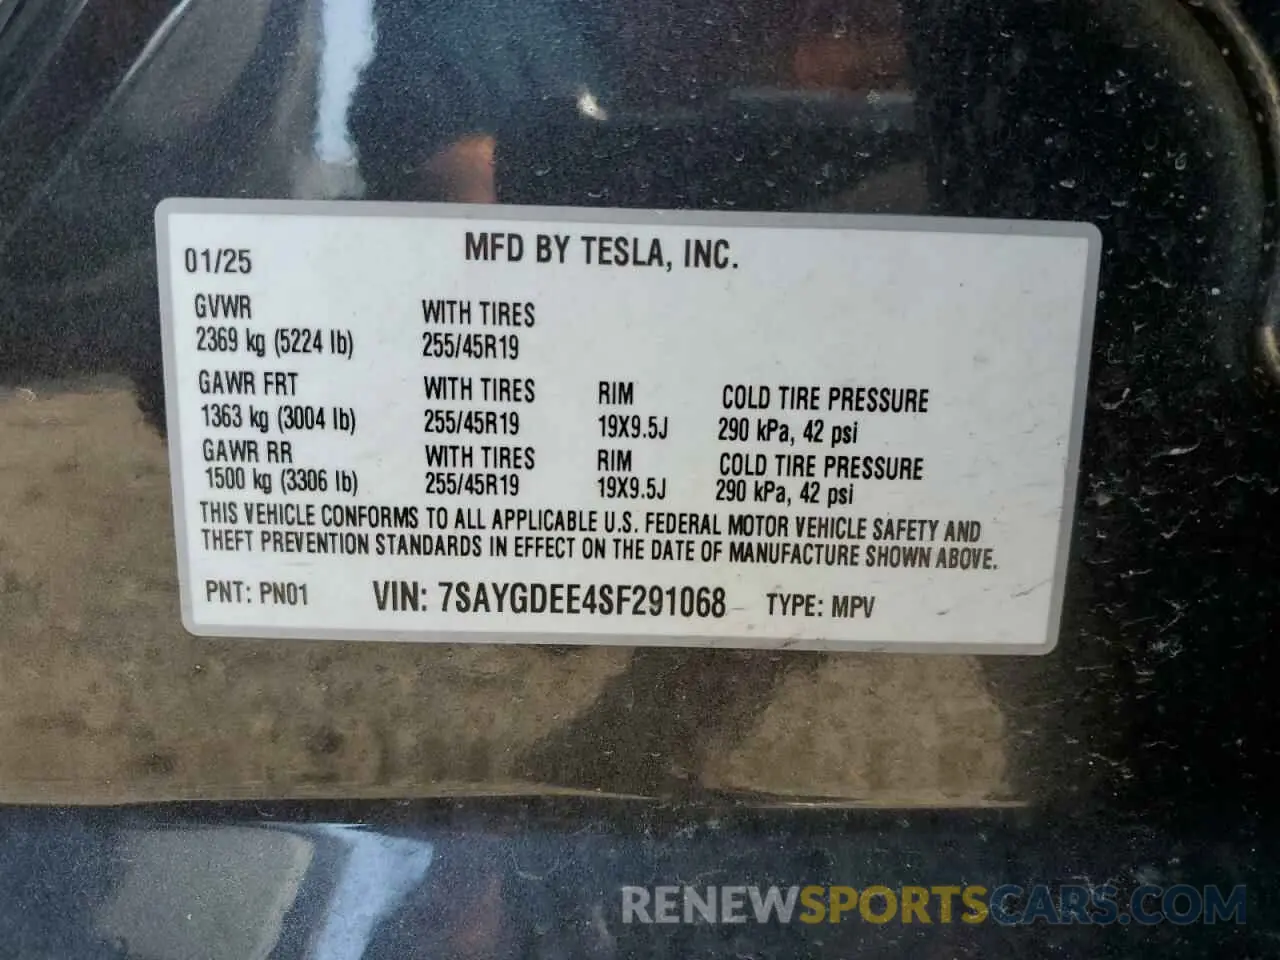 MFD BY TESLA, INC.
01/25
GVWR WITH TIRES
2369 kg (5224 lb) 255/45R19
GAWR FRT WITH TIRES RIM COLD TIRE PRESSURE
1363 kg (3004 lb) 255/45R19 19X9.5J 290 kPa, 42 psi
GAWR RR WITH TIRES RIM COLD TIRE PRESSURE
1500 kg (3306 lb) 255/45R19 19X9.5J 290 kPa, 42 psi
THIS VEHICLE CONFORMS TO ALL APPLICABLE U.S. FEDERAL MOTOR VEHICLE SAFETY AND
THEFT PREVENTION STANDARDS IN EFFECT ON THE DATE OF MANUFACTURE SHOWN ABOVE.
PNT: PN01 VIN: 7SAYGDEE4SF291068 TYPE: MPV
RENEWSPORTSCARS.COM